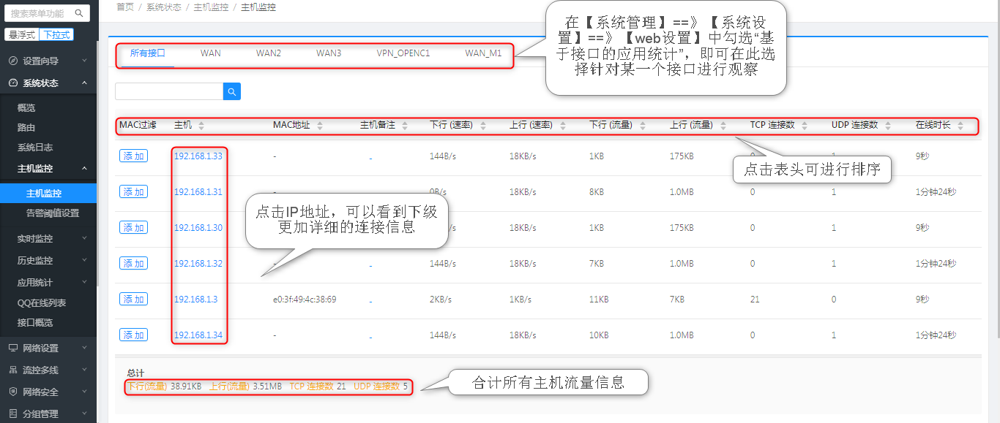 搜索菜单功能
悬浮式 下拉式
设置向导
系统状态
概览
路由
系统日志
主机监控
主机监控
告警阈值设置
实时监控
历史监控
应用统计
QQ在线列表
接口概览
网络设置
流控多线
网络安全
分组管理
首页 / 系统状态 / 主机监控 / 主机监控
所有接口 WAN WAN2 WAN3 VPN_OPENC1 WAN_M1
在【系统管理】==》【系统设
置】==》【web设置】中勾选“基
于接口的应用统计”，即可在此选
择针对某一个接口进行观察
MAC过滤 主机 MAC地址 主机备注 下行 (速率) 上行 (速率) 下行 (流量) 上行 (流量) TCP 连接数 UDP 连接数 在线时长
添 加 192.168.1.33 - - 144B/s 18KB/s 1KB 175KB 9秒
点击表头可进行排序
添 加 192.168.1.31 0B/s 18KB/s 8KB 1.0MB 0 1 1分钟24秒
点击IP地址，可以看到下级
更加详细的连接信息
添 加 192.168.1.30 18KB/s 1KB 175KB 0 1 9秒
添 加 192.168.1.32 - - 144B/s 18KB/s 7KB 1.0MB 0 1 1分钟24秒
添 加 192.168.1.3 e0:3f:49:4c:38:69 - 2KB/s 1KB/s 11KB 7KB 21 0 9秒
添 加 192.168.1.34 - - 144B/s 18KB/s 10KB 1.0MB 0 1 1分钟24秒
总计
下行(流量) 38.91KB 上行(流量) 3.51MB TCP 连接数 21 UDP 连接数 5
合计所有主机流量信息